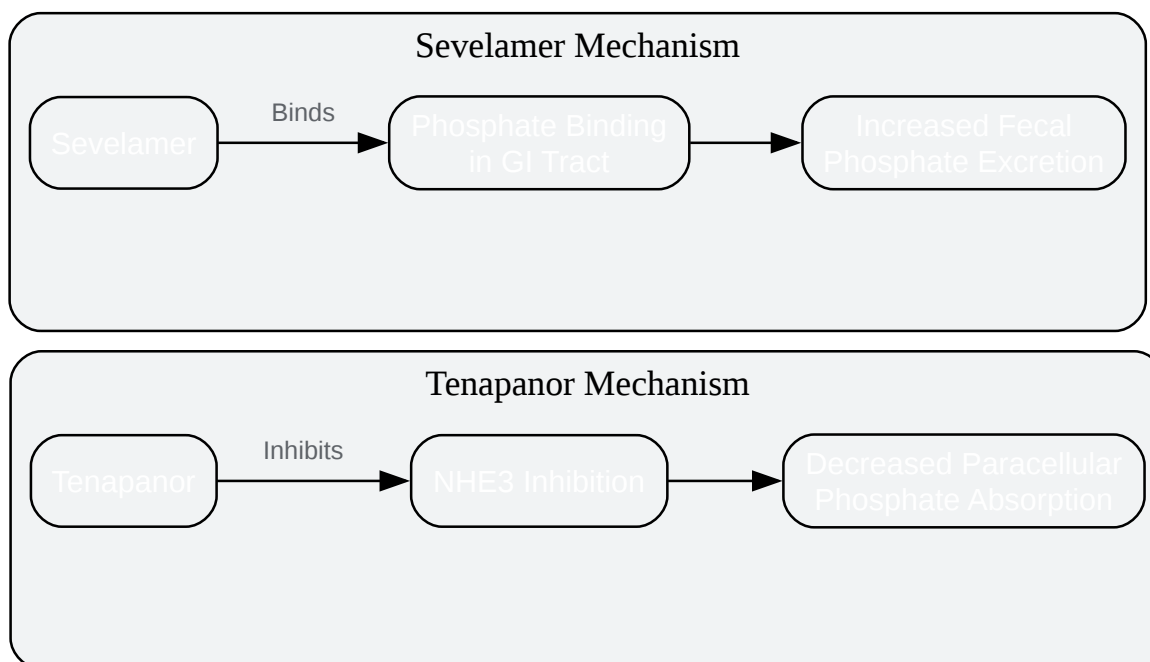 Sevelamer Mechanism
Sevelamer
Binds
Phosphate Binding
in GI Tract
Increased Fecal
Phosphate Excretion
Tenapanor Mechanism
Tenapanor
Inhibits
NHE3 Inhibition
Decreased Paracellular
Phosphate Absorption